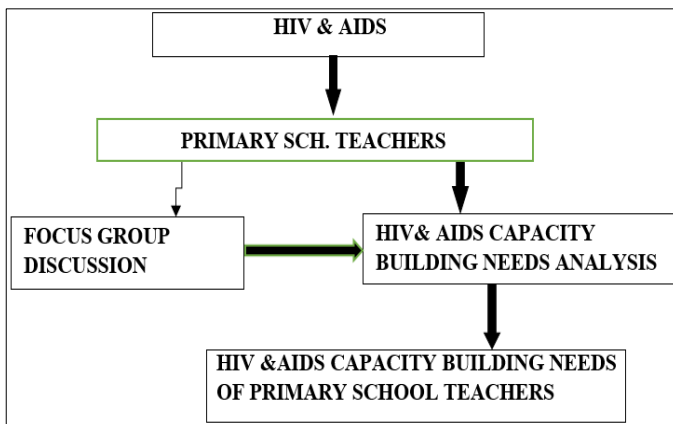 HIV & AIDS
PRIMARY SCH. TEACHERS
FOCUS GROUP
DISCUSSION
HIV& AIDS CAPACITY
BUILDING NEEDS ANALYSIS
HIV &AIDS CAPACITY BUILDING NEEDS
OF PRIMARY SCHOOL TEACHERS